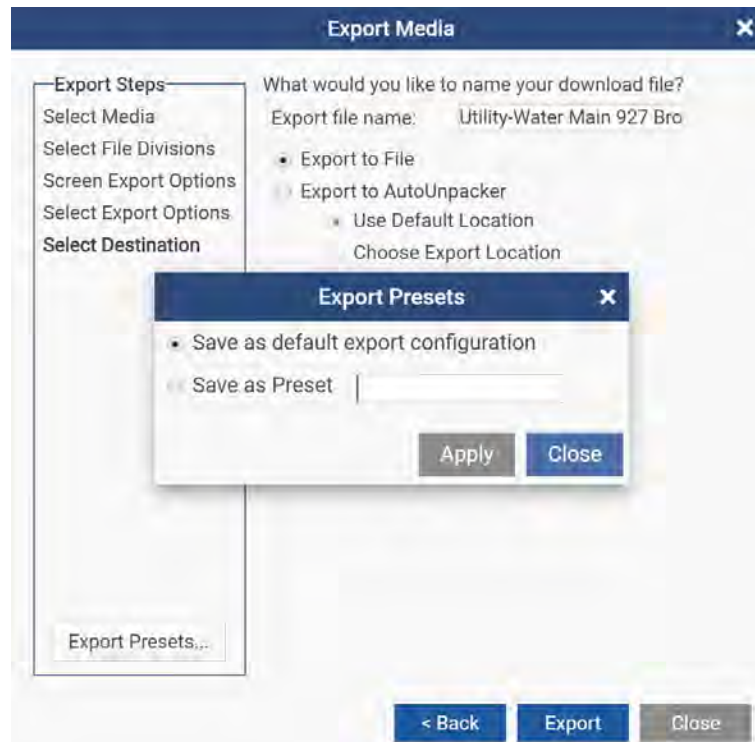 Export Media
Export Steps
Select Media
Select File Divisions
Screen Export Options
Select Export Options
Select Destination
What would you like to name your download file?
Export file name: Utility-Water Main 927 Bro
Export to File
Export to AutoUnpacker
Use Default Location
Choose Export Location
Export Presets
Save as default export configuration
Save as Preset
Apply Close
Export Presets...
< Back Export Close